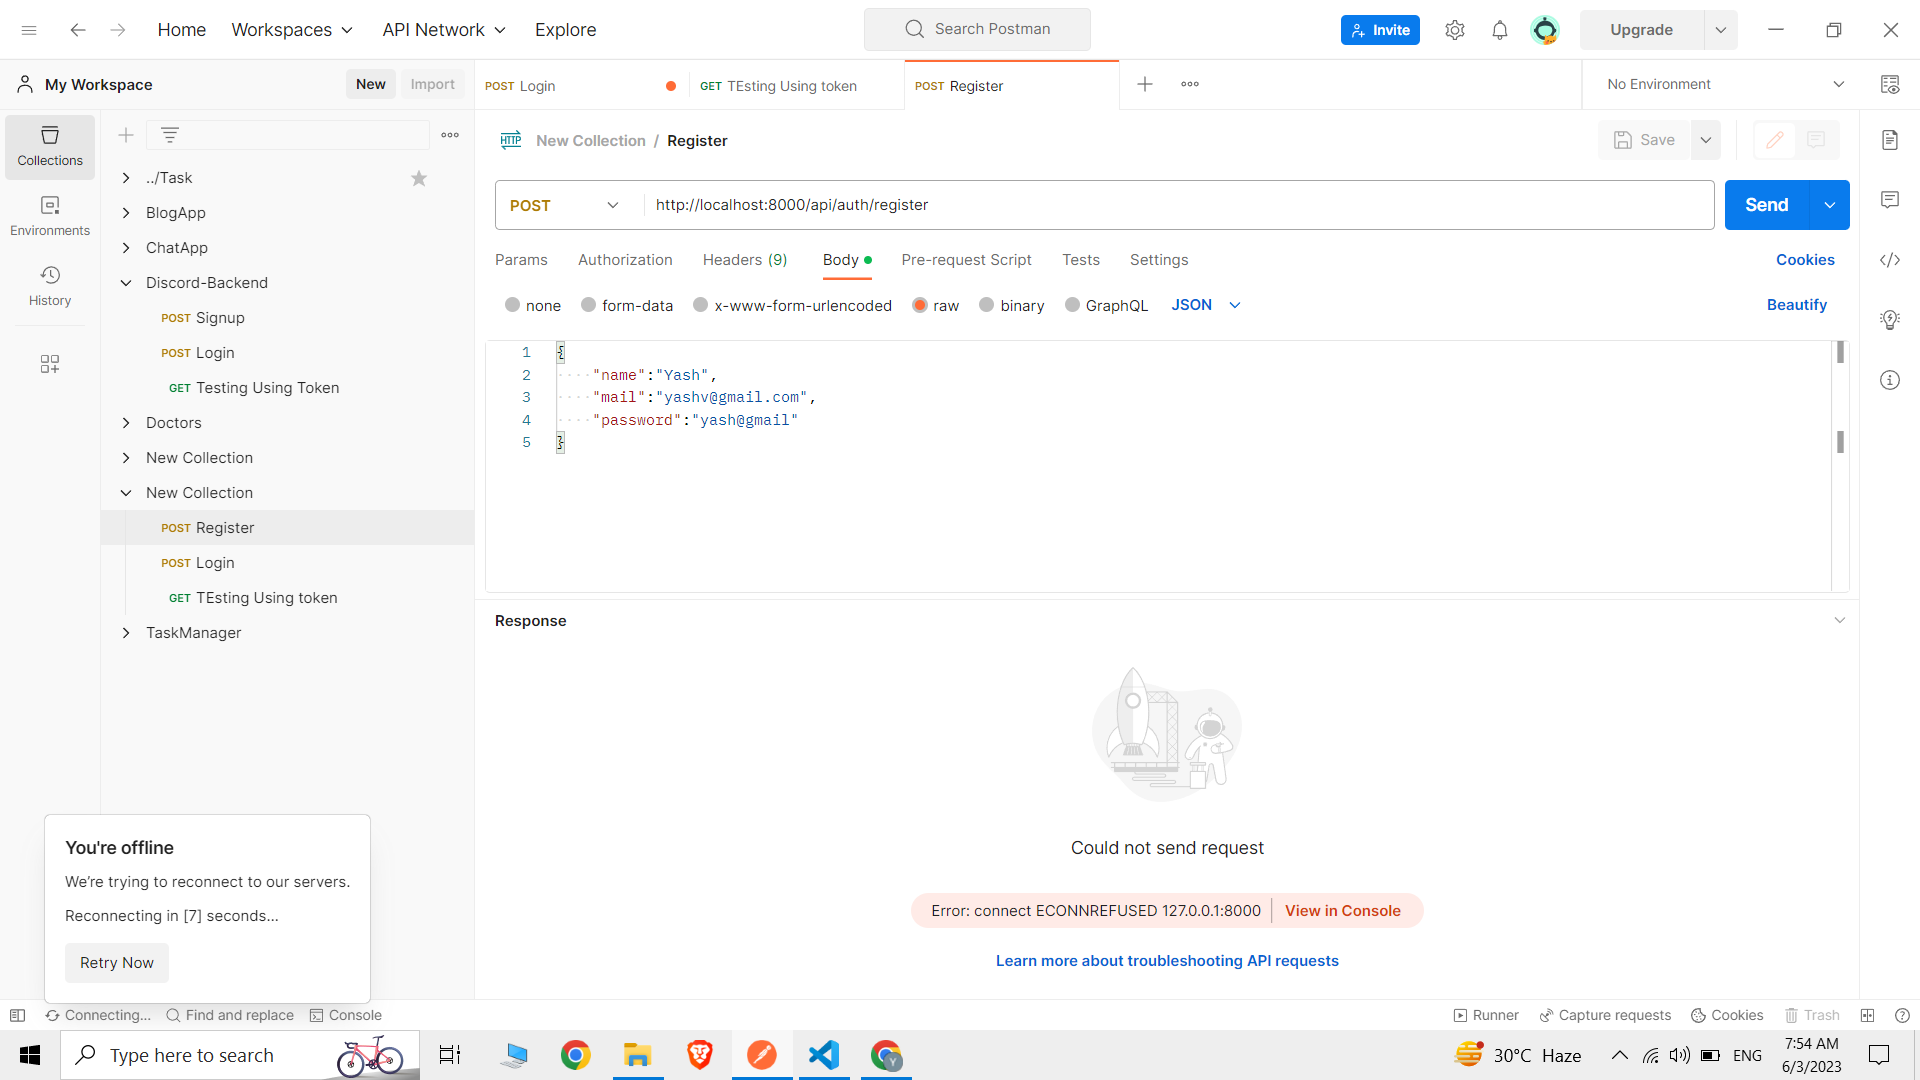 Home Workspaces API Network Explore Search Postman Invite Upgrade
My Workspace New Import POST Login GET TEsting Using token POST Register No Environment
Collections
Environments
History
../Task
BlogApp
ChatApp
Discord-Backend
POST Signup
POST Login
GET Testing Using Token
Doctors
New Collection
New Collection
POST Register
POST Login
GET TEsting Using token
TaskManager
HTTP New Collection / Register Save
POST http://localhost:8000/api/auth/register Send
Params Authorization Headers (9) Body Pre-request Script Tests Settings Cookies
none form-data x-www-form-urlencoded raw binary GraphQL JSON Beautify
1 {
2 "name":"Yash",
3 "mail":"yashv@gmail.com",
4 "password":"yash@gmail"
5 }
Response
Could not send request
Error: connect ECONNREFUSED 127.0.0.1:8000 View in Console
Learn more about troubleshooting API requests
You're offline
We're trying to reconnect to our servers.
Reconnecting in [7] seconds...
Retry Now
Connecting... Find and replace Console Runner Capture requests Cookies Trash
Type here to search Y 30°C Haze ENG 7:54 AM
6/3/2023